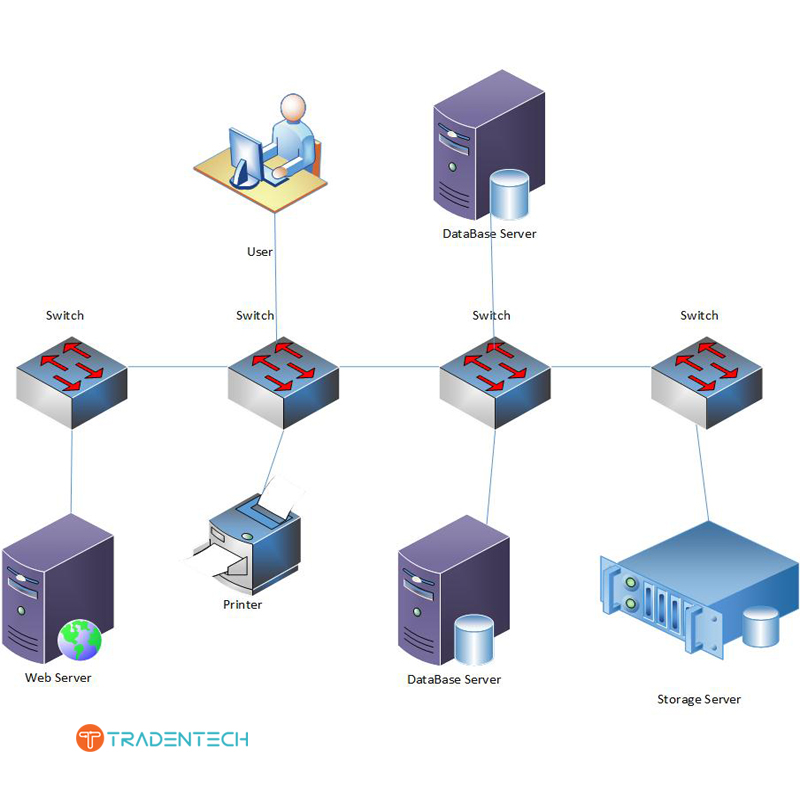 DataBase Server
User
Switch
Switch
Switch
Switch
Printer
Web Server
DataBase Server
Storage Server
TRADENTECH